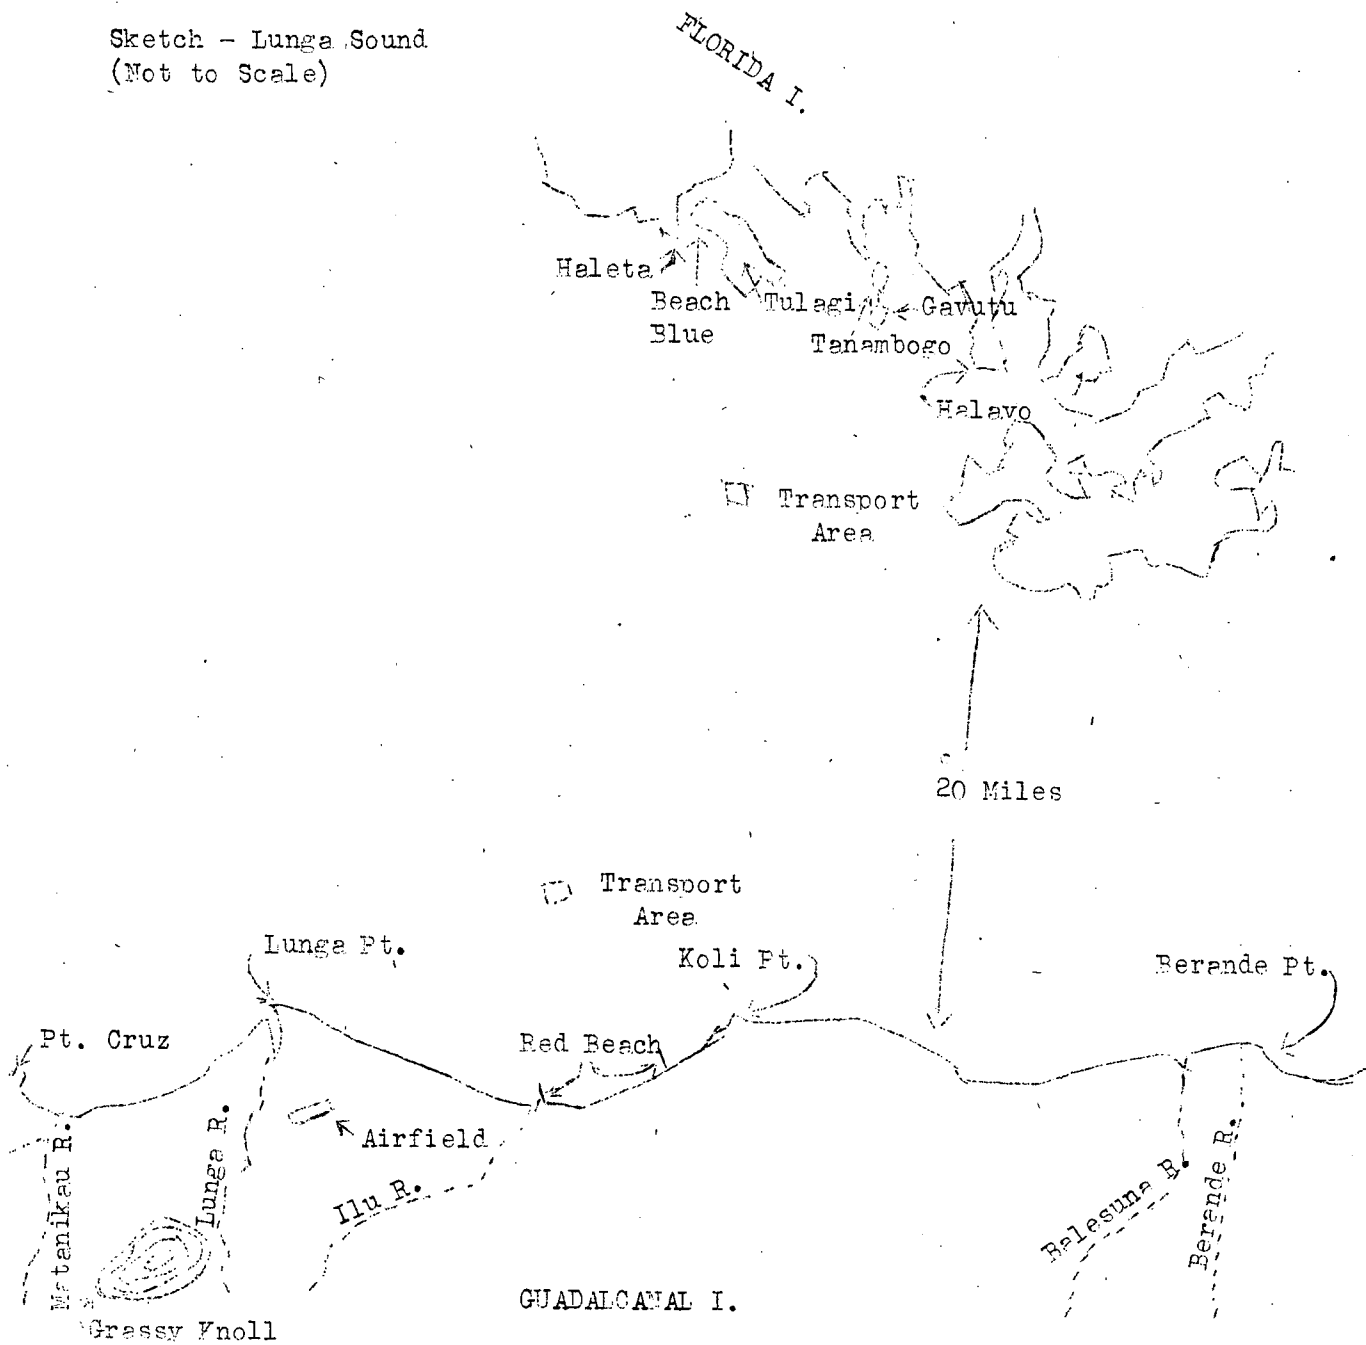 Sketch - Lunga Sound
(Not to Scale)
FLORIDA I.
Haleta
Beach
Blue
Tulagi
Gavutu
Tanambogo
Halavo
Transport
Area
20 Miles
Transport
Area
Lunga Pt.
Koli Pt.
Berande Pt.
Pt. Cruz
Red Beach
Airfield
Matanikau R.
Lunga R.
Ilu R.
Balesuna R.
Berande R.
GUADALCANAL I.
Grassy Knoll